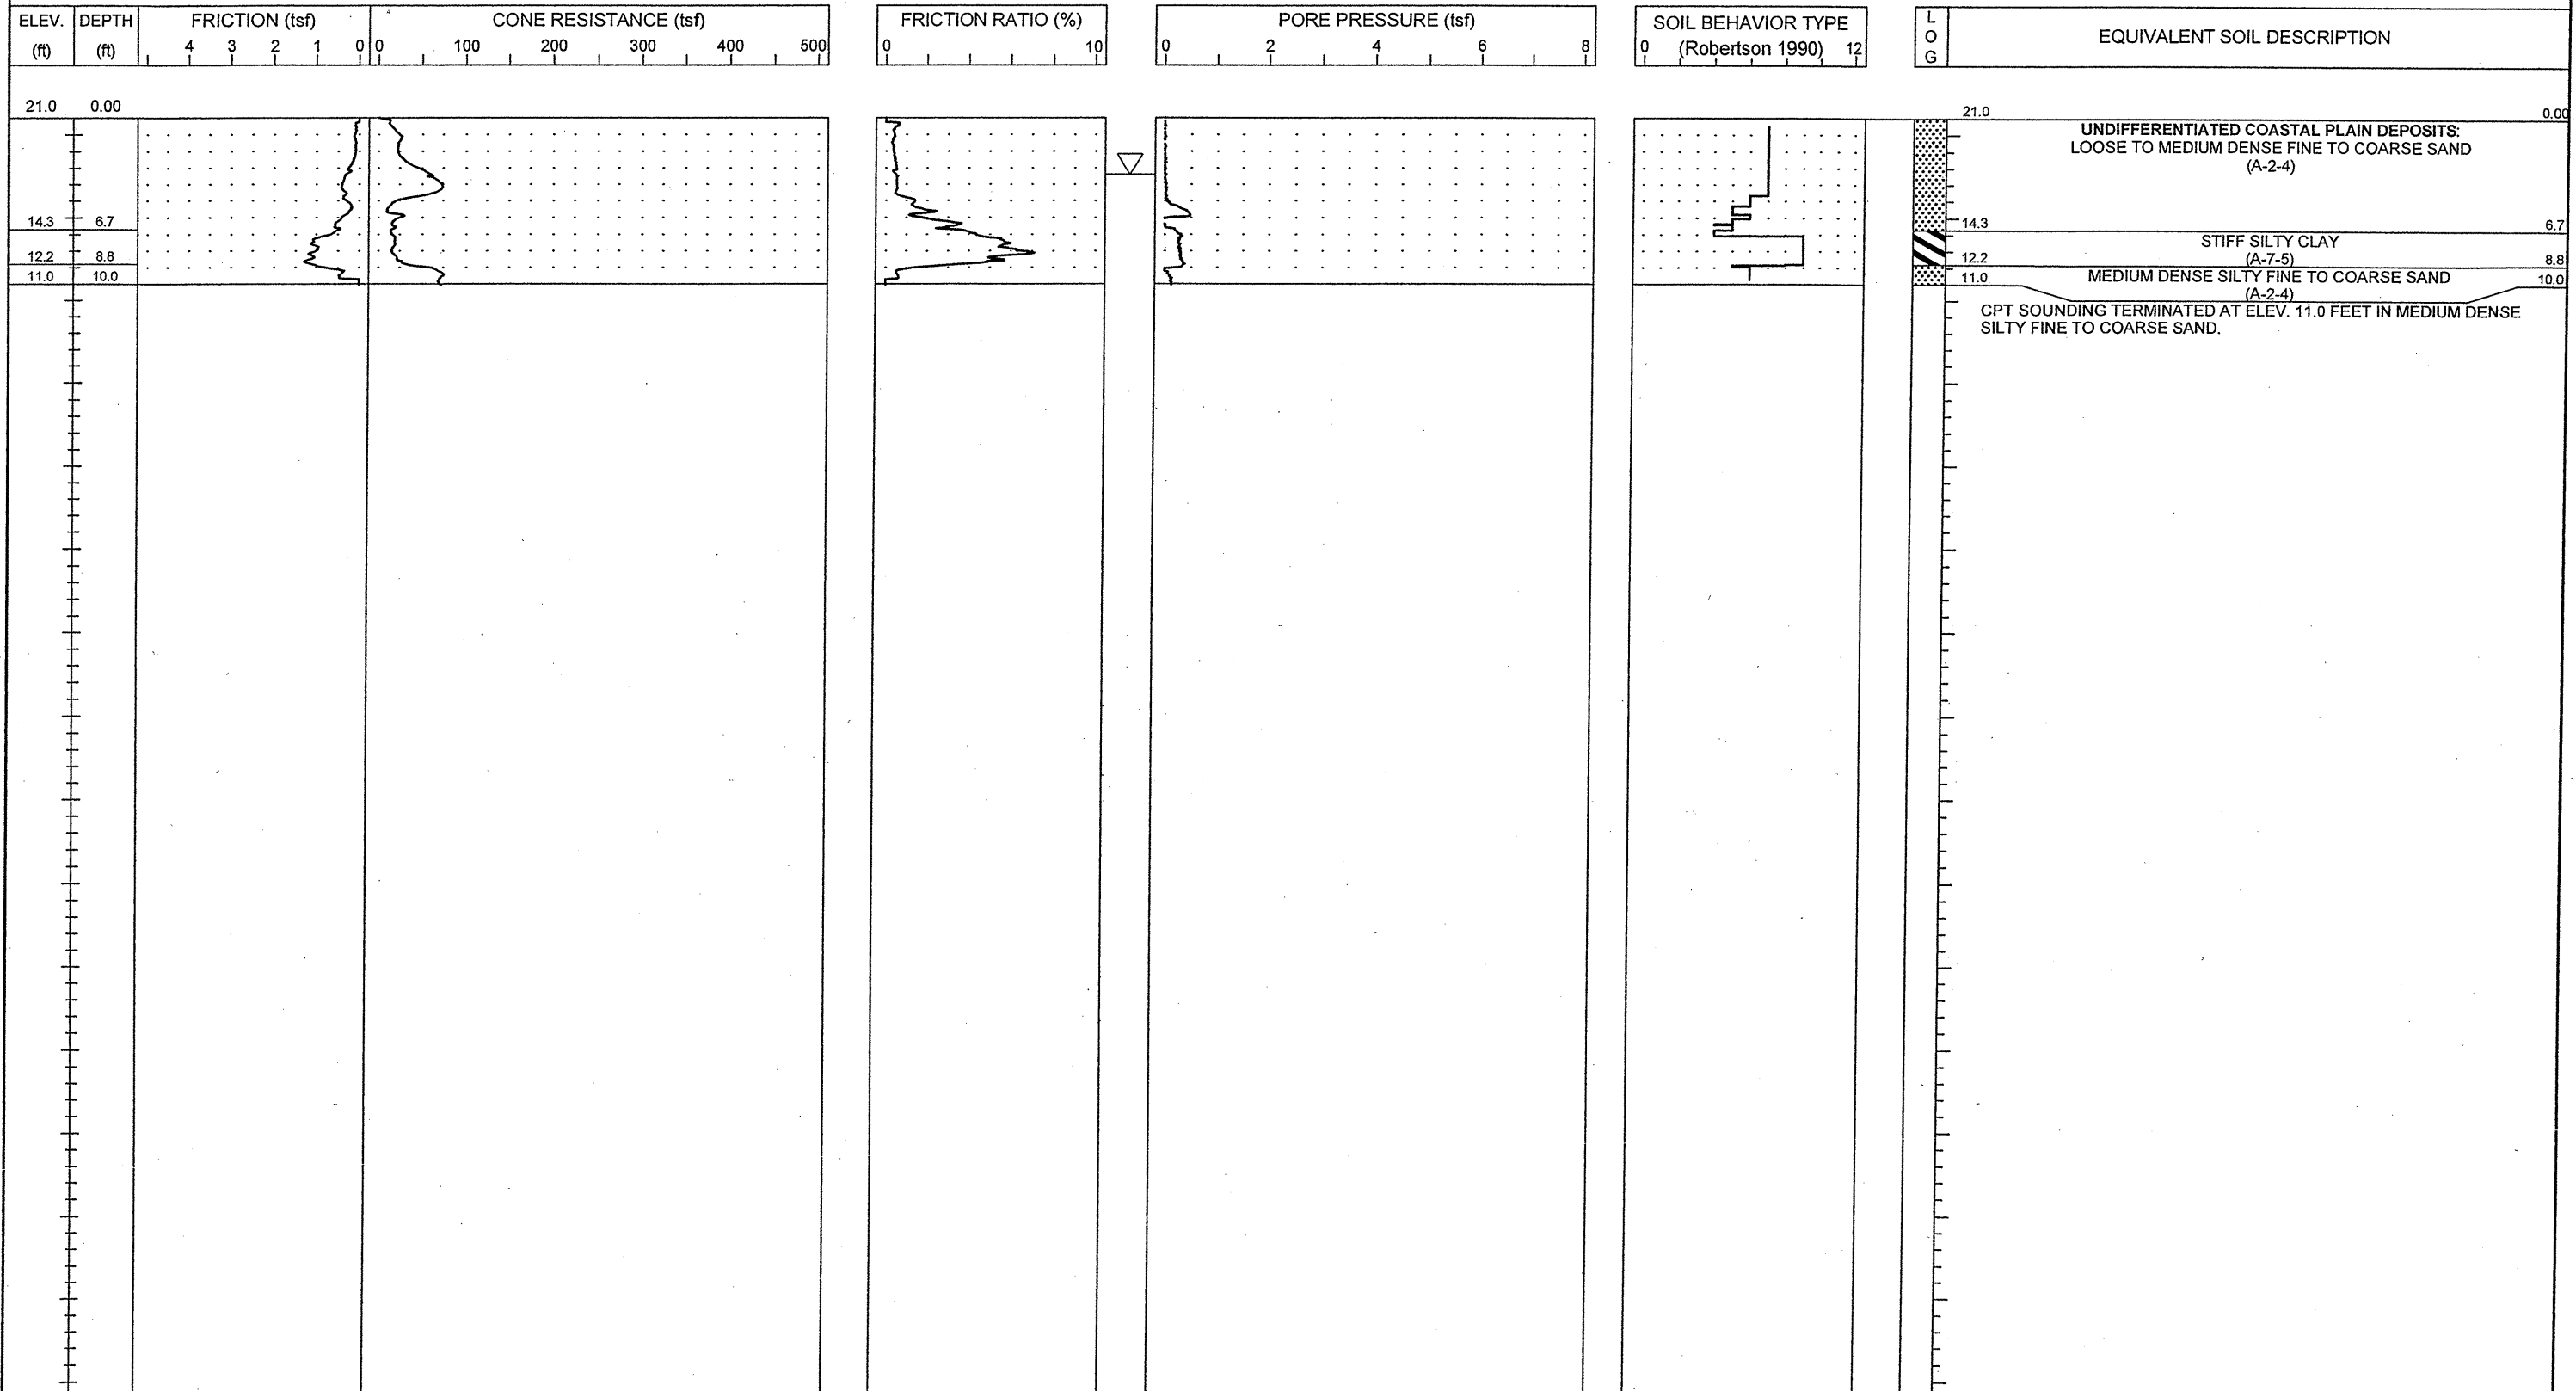 ELEV.
(ft)
DEPTH
(ft)
FRICTION (tsf)
4 3 2 1 0
CONE RESISTANCE (tsf)
0 100 200 300 400 500
FRICTION RATIO (%)
0 10
PORE PRESSURE (tsf)
0 2 4 6 8
SOIL BEHAVIOR TYPE
(Robertson 1990)
0 12
L
O
G
EQUIVALENT SOIL DESCRIPTION
21.0 0.00
14.3 6.7
12.2 8.8
11.0 10.0
21.0 0.00
UNDIFFERENTIATED COASTAL PLAIN DEPOSITS:
LOOSE TO MEDIUM DENSE FINE TO COARSE SAND
(A-2-4)
14.3 6.7
STIFF SILTY CLAY
(A-7-5)
12.2 8.8
MEDIUM DENSE SILTY FINE TO COARSE SAND
11.0 10.0
(A-2-4)
CPT SOUNDING TERMINATED AT ELEV. 11.0 FEET IN MEDIUM DENSE
SILTY FINE TO COARSE SAND.